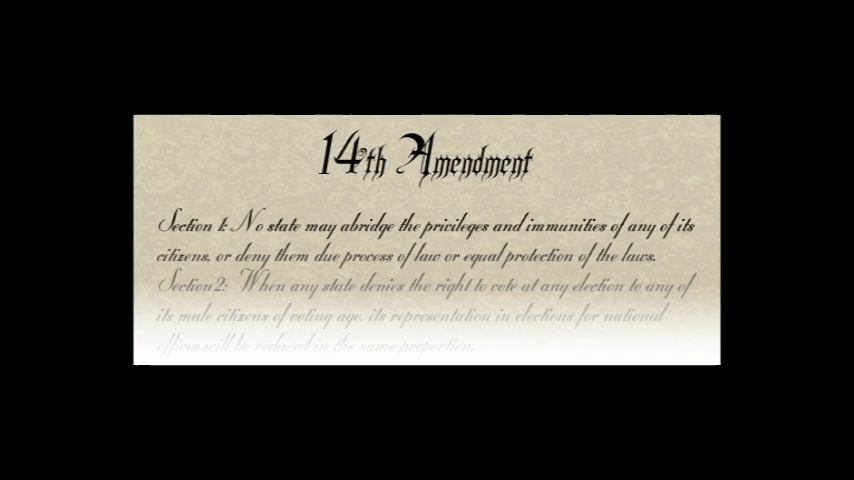 14th Amendment
Section 1: No state may abridge the pricileges and immunities of any of its
citizens, or deny them due process of law or equal protection of the laws.
Section 2: When any state denies the right to vote at any election to any of
its male citizens of voting age, its representation in elections for national
offices will be reduced in the same proportion.